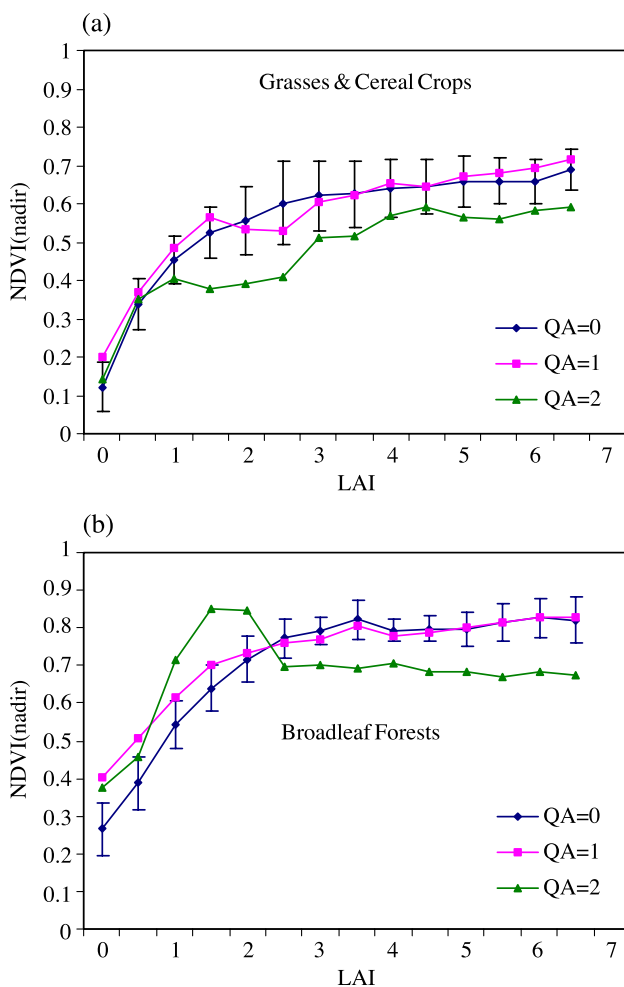 (a)
1
0.9
0.8
0.7
0.6
0.5
0.4
0.3
0.2
0.1
0
NDVI(nadir)
Grasses & Cereal Crops
QA=0
QA=1
QA=2
0 1 2 3 4 5 6 7
LAI
(b)
1
0.9
0.8
0.7
0.6
0.5
0.4
0.3
0.2
0.1
0
NDVI(nadir)
Broadleaf Forests
QA=0
QA=1
QA=2
0 1 2 3 4 5 6 7
LAI